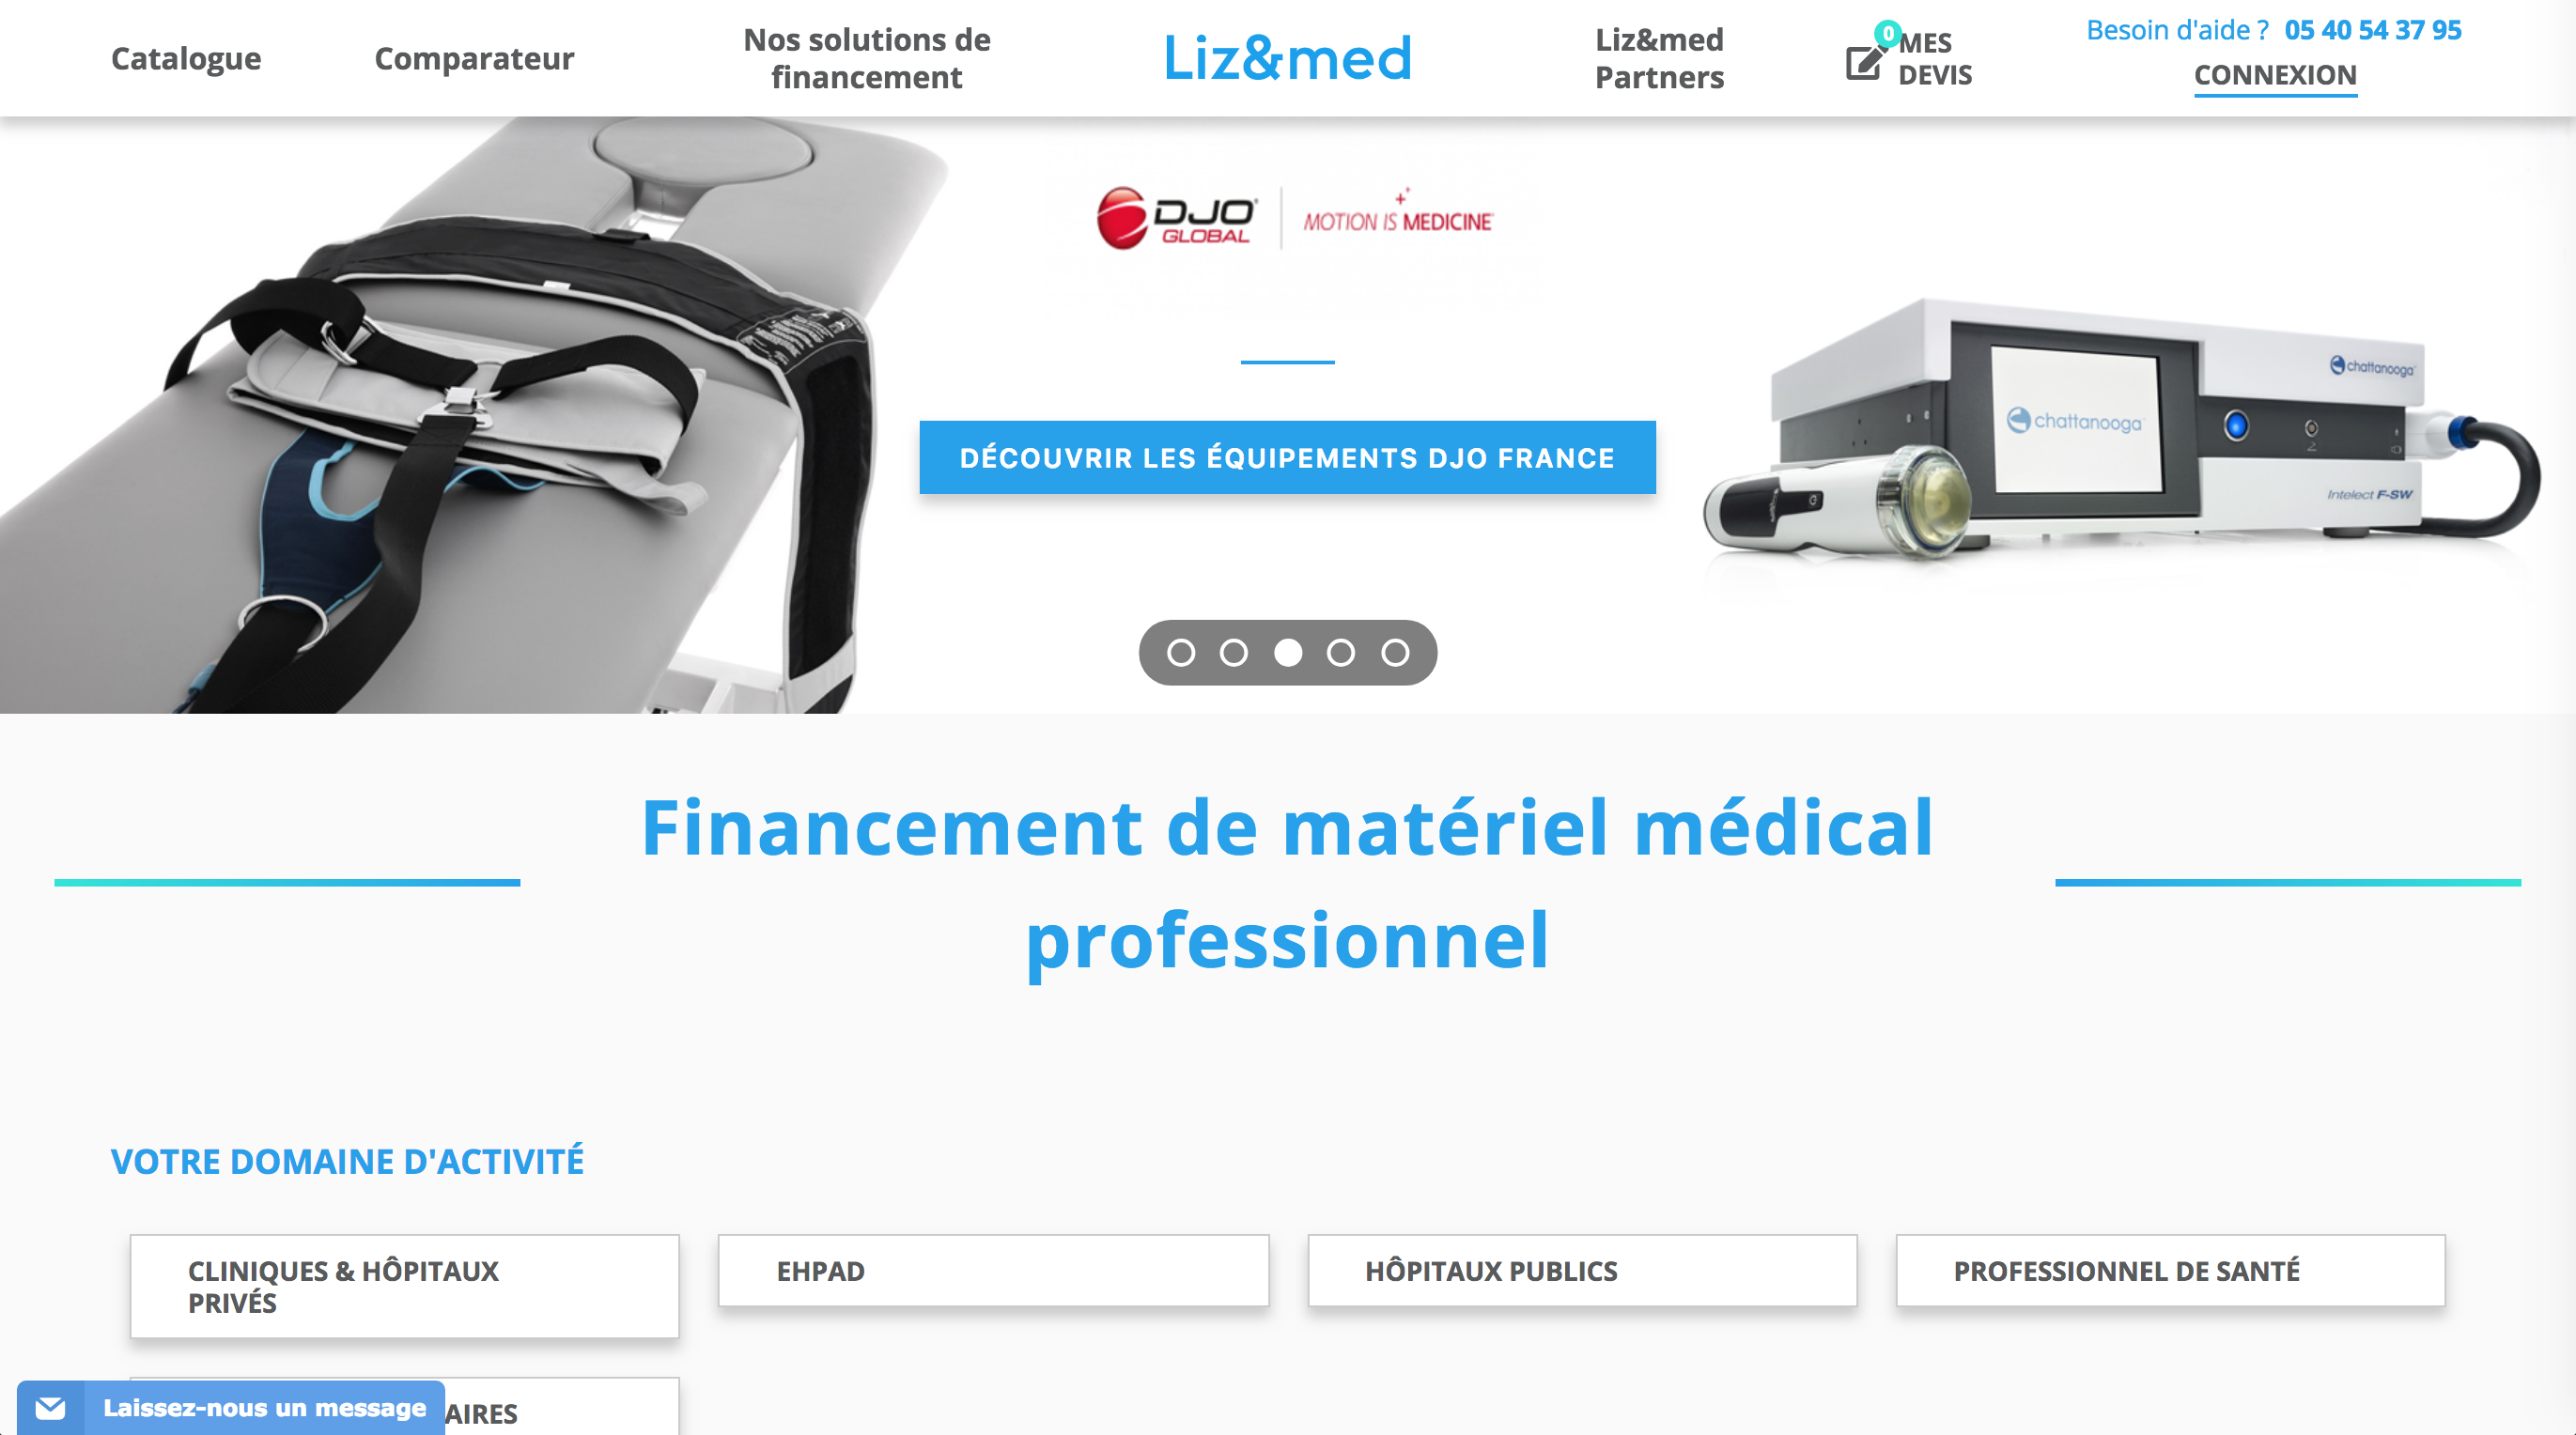 Catalogue
Comparateur
Nos solutions de
financement
Liz&med
Liz&med
Partners
0
MES
DEVIS
Besoin d'aide ? 05 40 54 37 95
CONNEXION
DJO
GLOBAL
MOTION IS MEDICINE
DÉCOUVRIR LES ÉQUIPEMENTS DJO FRANCE
chattanooga
chattanooga
Intelect F-SW
Financement de matériel médical
professionnel
VOTRE DOMAINE D'ACTIVITÉ
CLINIQUES & HÔPITAUX
PRIVÉS
EHPAD
HÔPITAUX PUBLICS
PROFESSIONNEL DE SANTÉ
Laissez-nous un message
AIRES